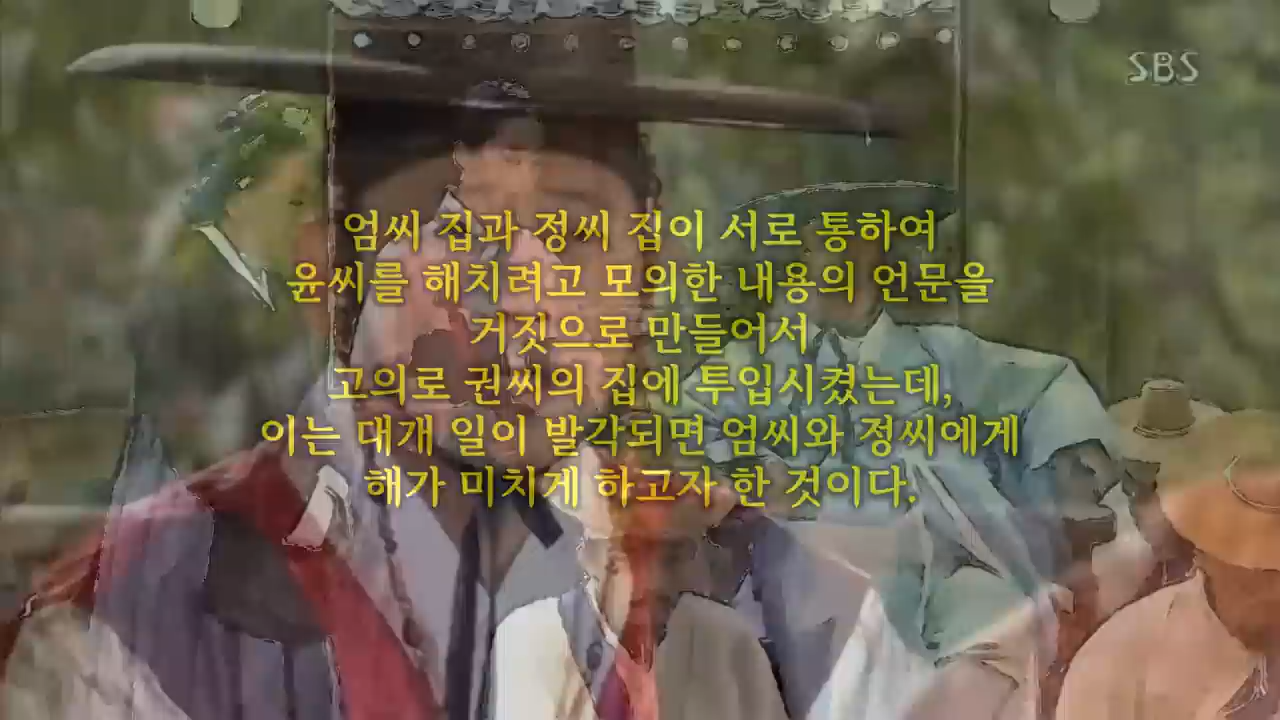 SBS
엄씨 집과 정씨 집이 서로 통하여
윤씨를 해치려고 모의한 내용의 언문을
거짓으로 만들어서
고의로 권씨의 집에 투입시켰는데,
이는 대개 일이 발각되면 엄씨와 정씨에게
해가 미치게 하고자 한 것이다.